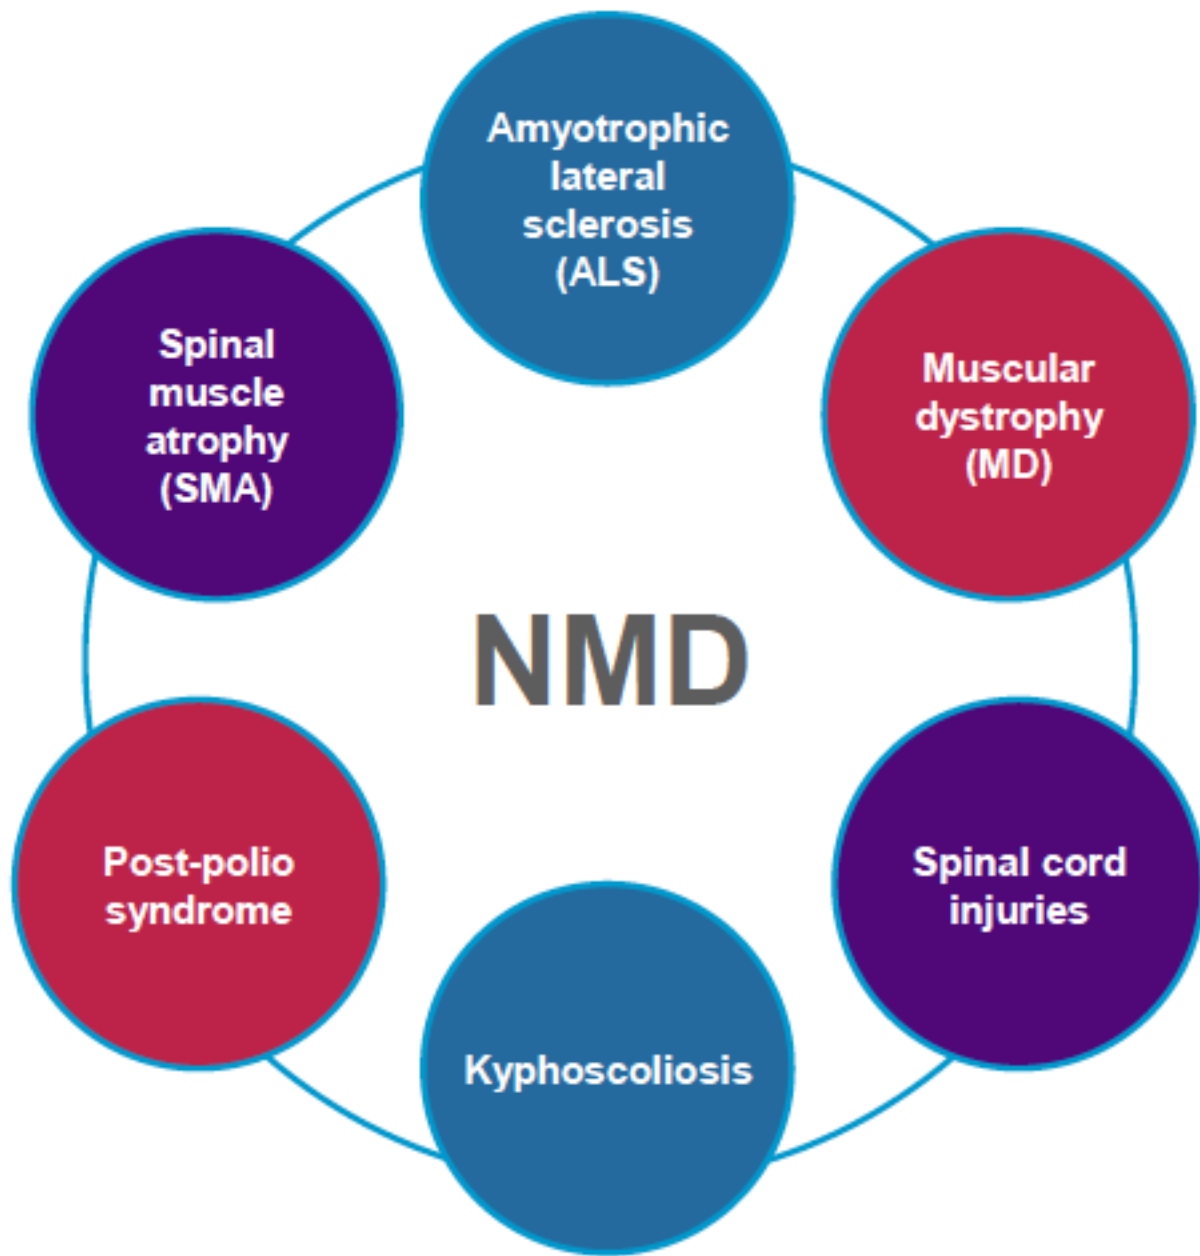 Amyotrophic
lateral
sclerosis
(ALS)
Spinal
muscle
atrophy
(SMA)
Muscular
dystrophy
(MD)
NMD
Post-polio
syndrome
Spinal cord
injuries
Kyphoscoliosis